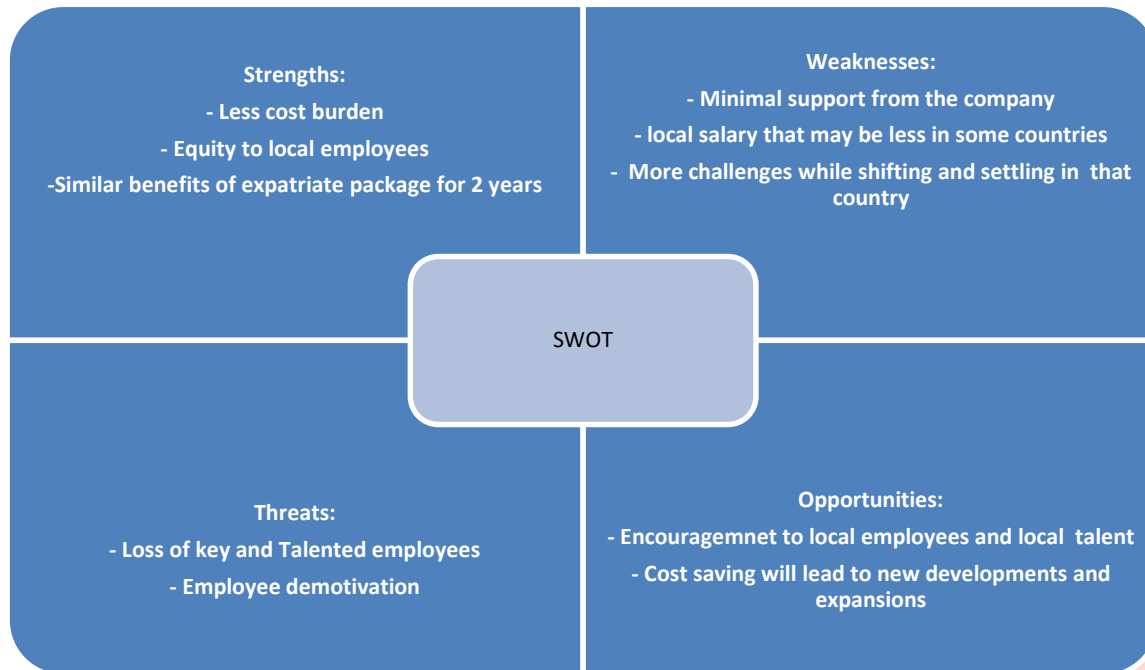 Strengths:
- Less cost burden
- Equity to local employees
-Similar benefits of expatriate package for 2 years
Weaknesses:
- Minimal support from the company
- local salary that may be less in some countries
- More challenges while shifting and settling in that
country
SWOT
Threats:
- Loss of key and Talented employees
- Employee demotivation
Opportunities:
- Encouragemnet to local employees and local talent
- Cost saving will lead to new developments and
expansions